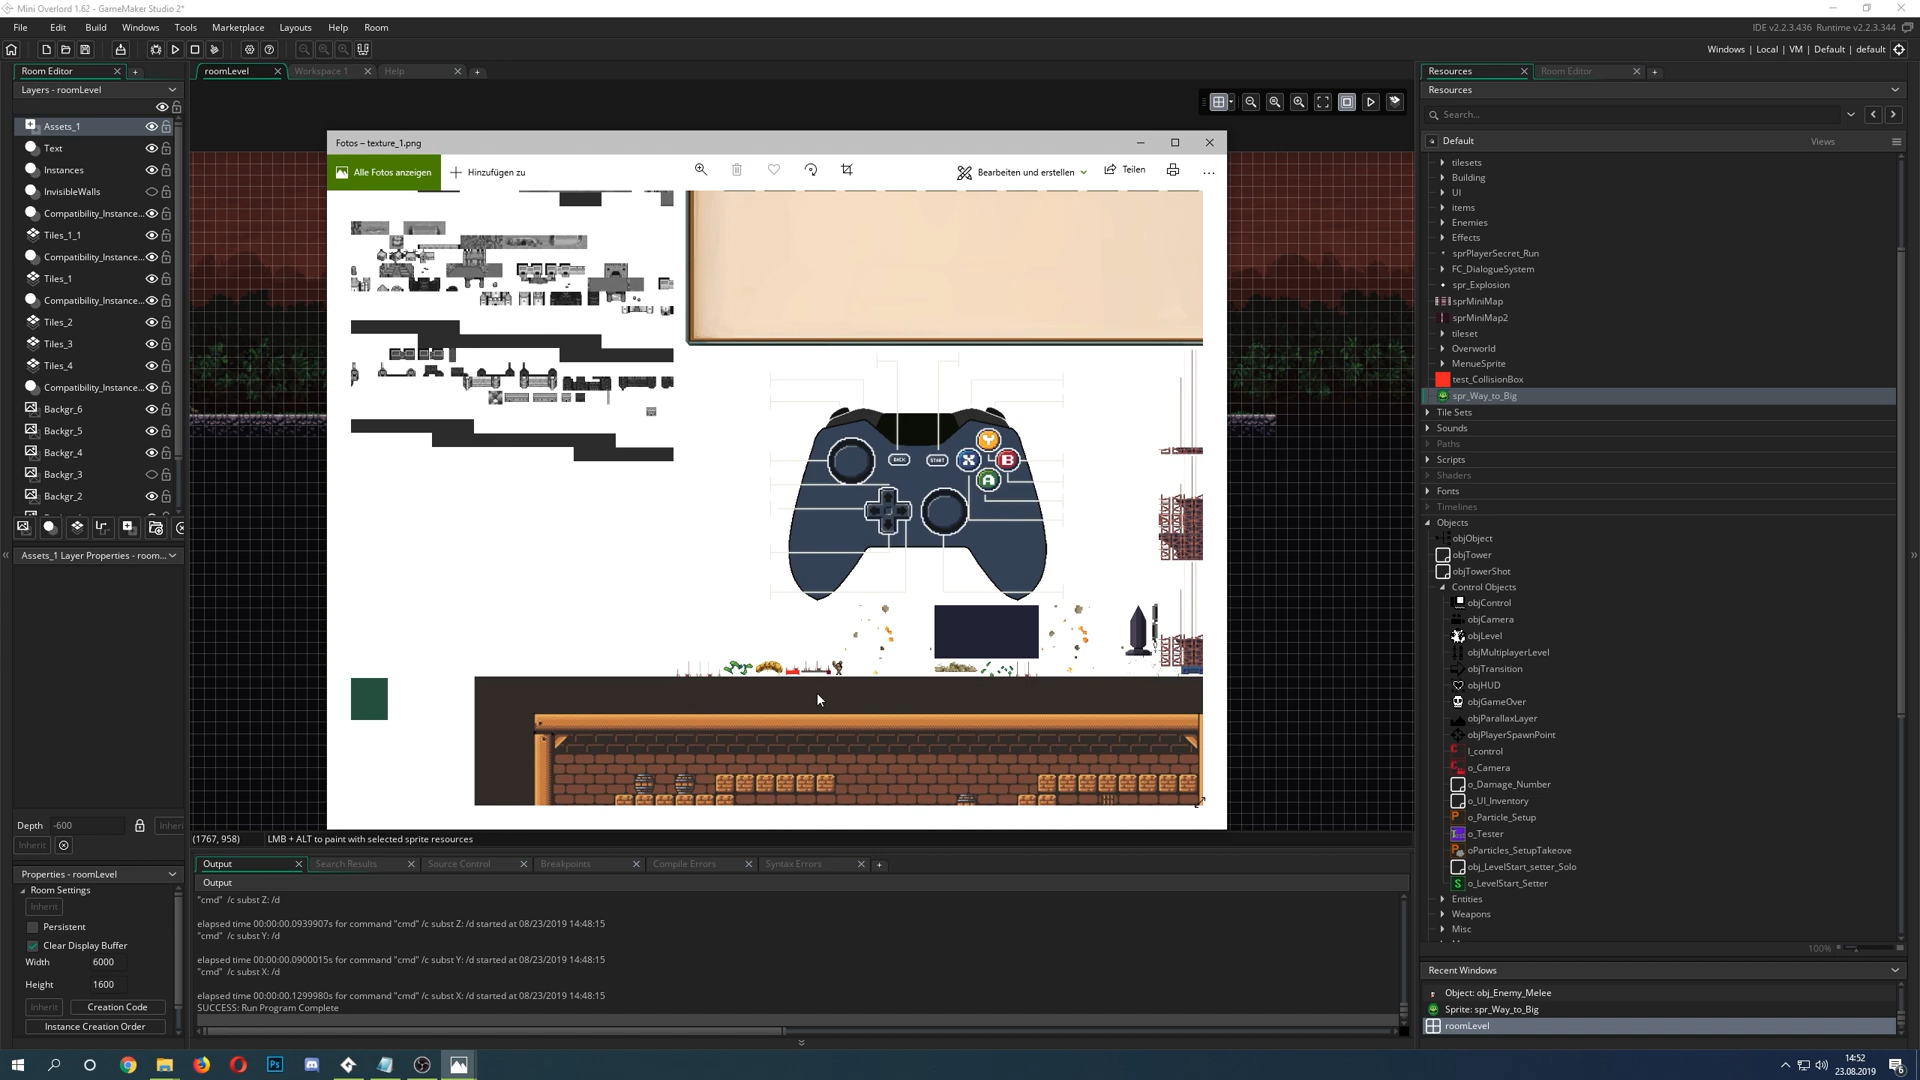 Mini Overlord 1.62 - GameMaker Studio 2*
File Edit Build Windows Tools Marketplace Layouts Help Room
IDE v2.2.3.436 Runtime v2.2.3.344
Windows | Local | VM | Default | default
Room Editor
Layers - roomLevel
Assets_1
Text
Instances
InvisibleWalls
Compatibility_Instance...
Tiles_1_1
Compatibility_Instance...
Tiles_1
Compatibility_Instance...
Tiles_2
Tiles_3
Tiles_4
Compatibility_Instance...
Backgr_6
Backgr_5
Backgr_4
Backgr_3
Backgr_2
Assets_1 Layer Properties - room...
Depth -600 Inheri
Inherit
Properties - roomLevel
Room Settings
Inherit
Persistent
Clear Display Buffer
Width 6000
Height 1600
Inherit Creation Code
Instance Creation Order
roomLevel Workspace 1 Help
Fotos – texture_1.png
Alle Fotos anzeigen Hinzufügen zu Bearbeiten und erstellen Teilen
BACK START Y X B A
(1767, 958) LMB + ALT to paint with selected sprite resources
Output Search Results Source Control Breakpoints Compile Errors Syntax Errors
Output
"cmd" /c subst Z: /d
elapsed time 00:00:00.0939907s for command "cmd" /c subst Z: /d started at 08/23/2019 14:48:15
"cmd" /c subst Y: /d
elapsed time 00:00:00.0900015s for command "cmd" /c subst Y: /d started at 08/23/2019 14:48:15
"cmd" /c subst X: /d
elapsed time 00:00:00.1299980s for command "cmd" /c subst X: /d started at 08/23/2019 14:48:15
SUCCESS: Run Program Complete
Resources Room Editor
Resources
Search...
Default Views
tilesets
Building
UI
items
Enemies
Effects
sprPlayerSecret_Run
FC_DialogueSystem
spr_Explosion
sprMiniMap
sprMiniMap2
tileset
Overworld
MenueSprite
test_CollisionBox
spr_Way_to_Big
Tile Sets
Sounds
Paths
Scripts
Shaders
Fonts
Timelines
Objects
objObject
objTower
objTowerShot
Control Objects
objControl
objCamera
objLevel
objMultiplayerLevel
objTransition
objHUD
objGameOver
objParallaxLayer
objPlayerSpawnPoint
I_control
o_Camera
o_Damage_Number
o_UI_Inventory
o_Particle_Setup
o_Tester
oParticles_SetupTakeove
obj_LevelStart_setter_Solo
o_LevelStart_Setter
Entities
Weapons
Misc
100%
Recent Windows
Object: obj_Enemy_Melee
Sprite: spr_Way_to_Big
roomLevel
14:52
23.08.2019